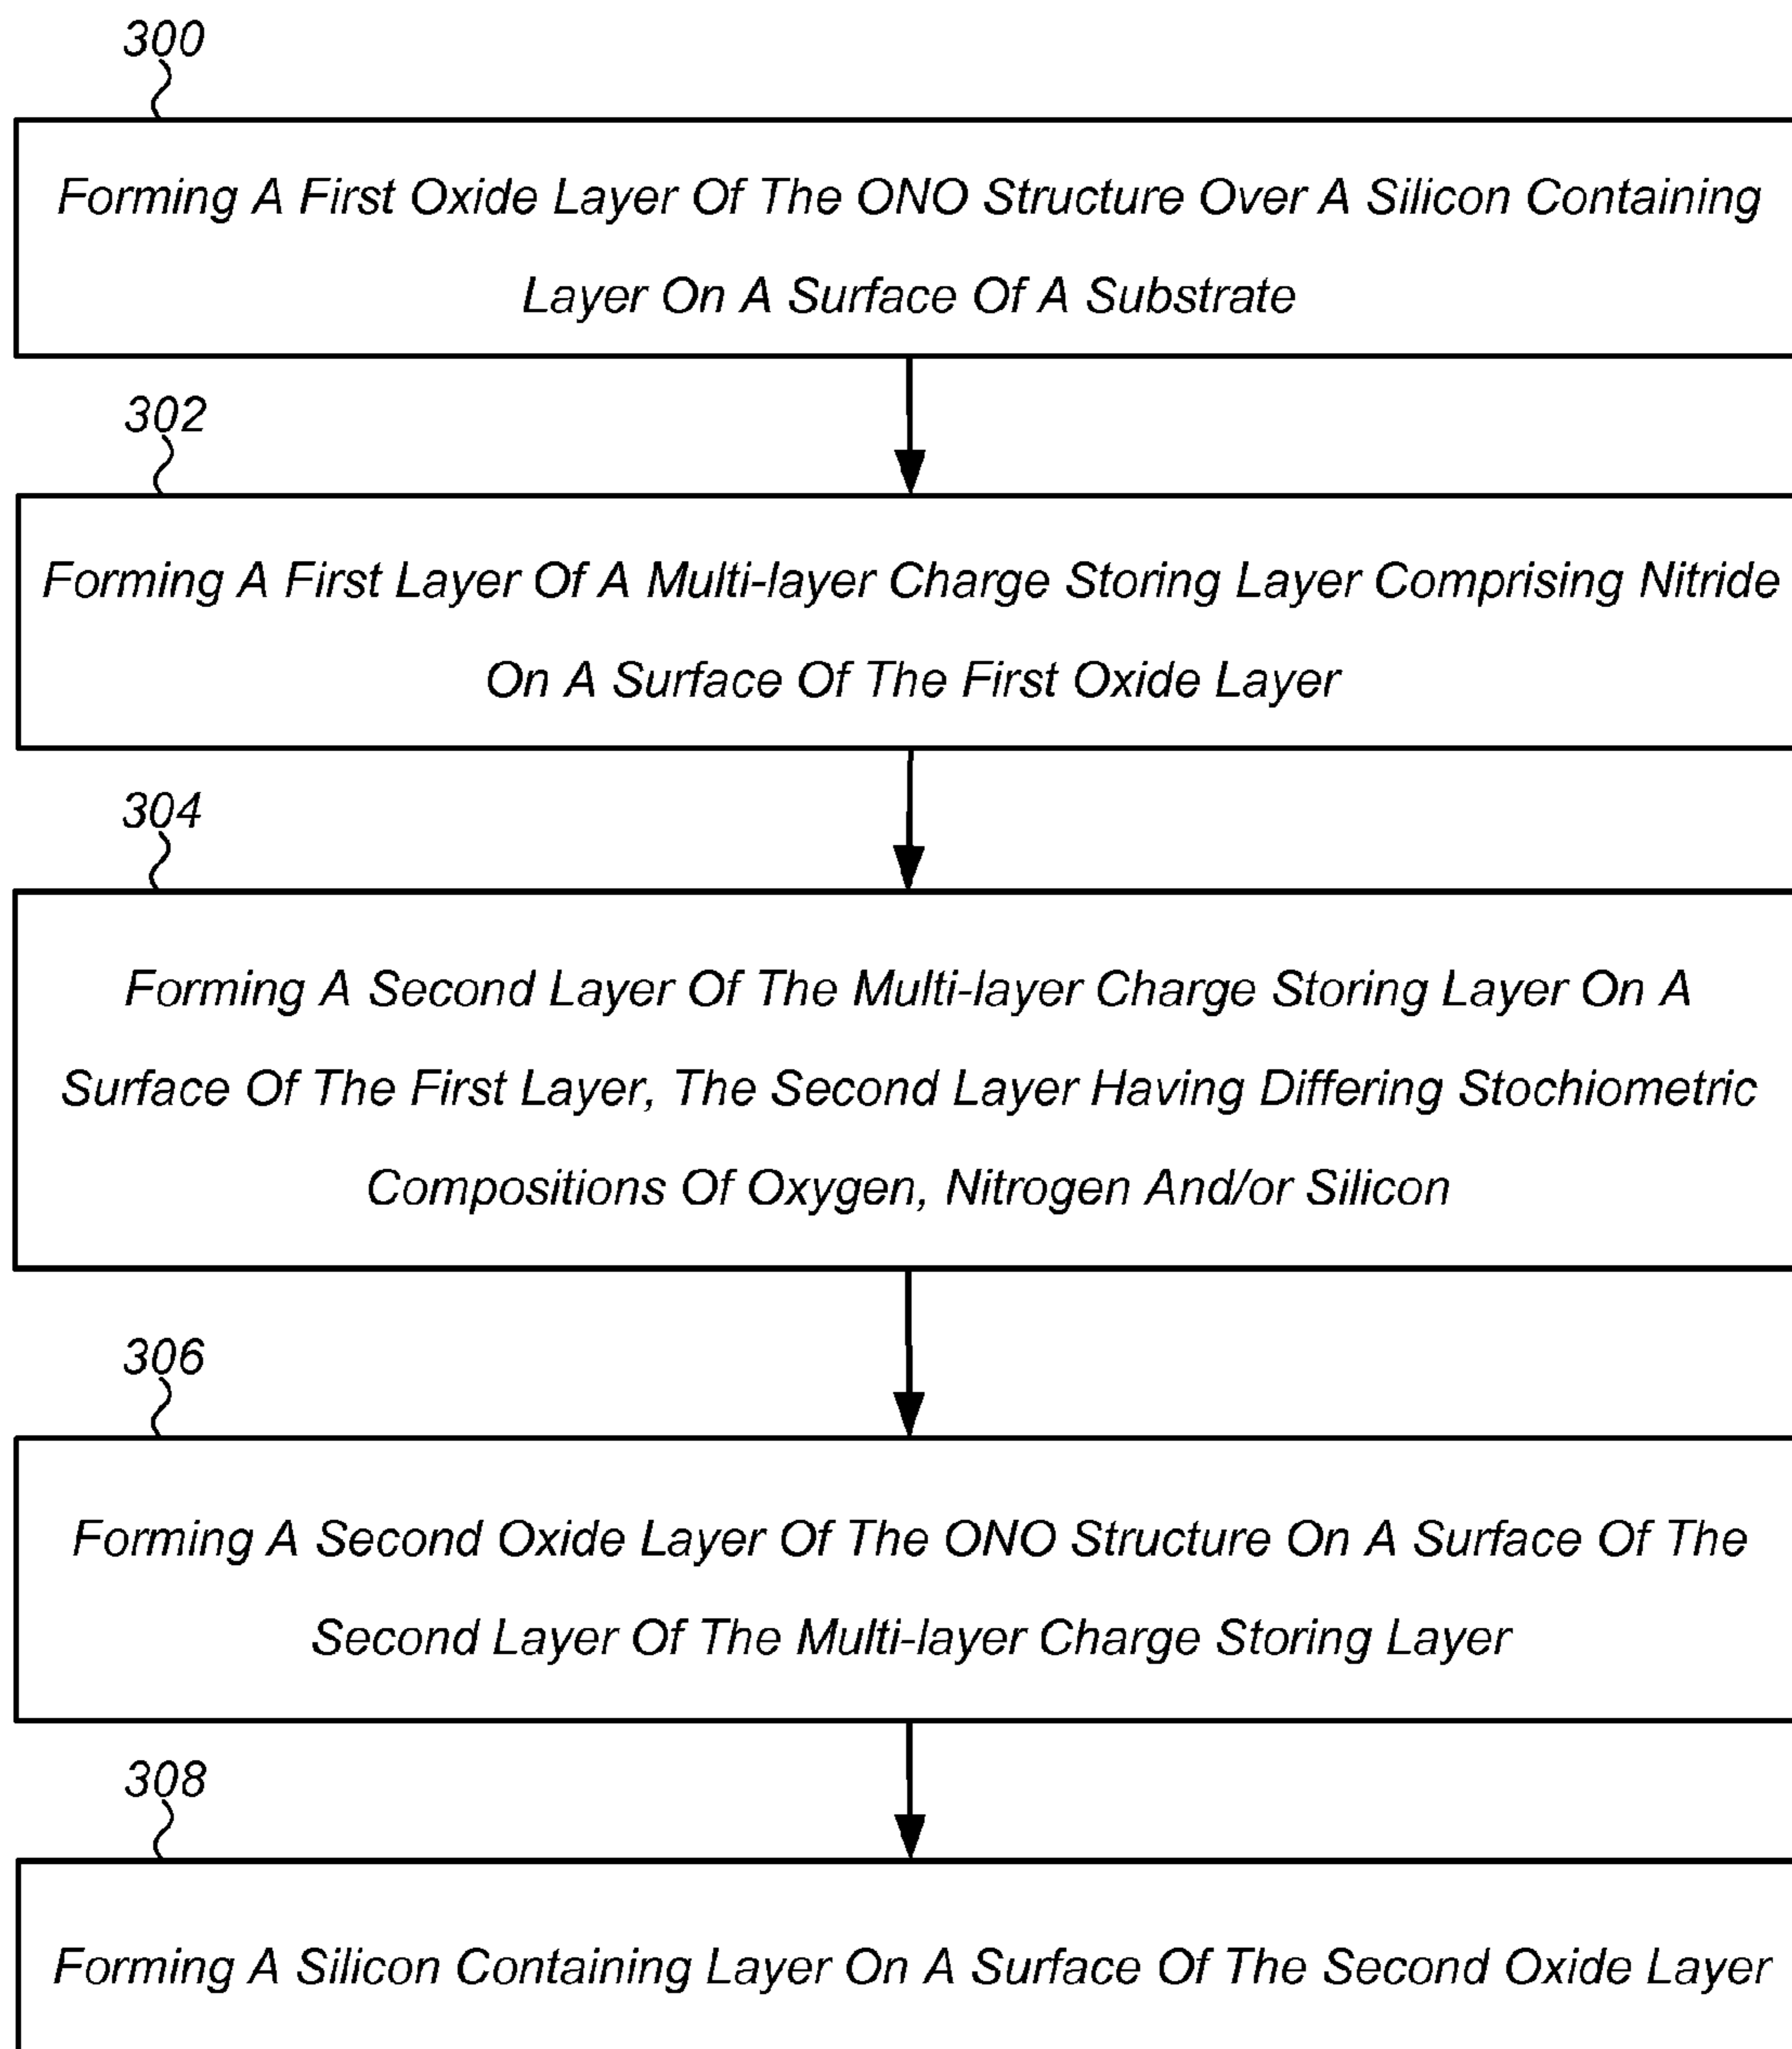 300
Forming A First Oxide Layer Of The ONO Structure Over A Silicon Containing
Layer On A Surface Of A Substrate
302
Forming A First Layer Of A Multi-layer Charge Storing Layer Comprising Nitride
On A Surface Of The First Oxide Layer
304
Forming A Second Layer Of The Multi-layer Charge Storing Layer On A
Surface Of The First Layer, The Second Layer Having Differing Stochiometric
Compositions Of Oxygen, Nitrogen And/or Silicon
306
Forming A Second Oxide Layer Of The ONO Structure On A Surface Of The
Second Layer Of The Multi-layer Charge Storing Layer
308
Forming A Silicon Containing Layer On A Surface Of The Second Oxide Layer